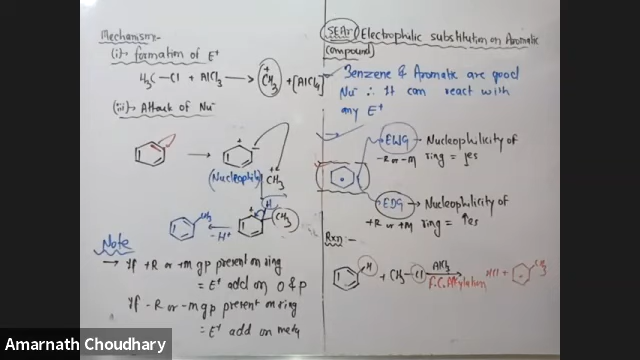 Mechanism:-
(i)→ formation of E⁺
H₃C—Cl + AlCl₃ → CH₃⁺ + [AlCl₄]⁻
(ii)→ Attack of Nu⁻
(Nucleophile)
CH₃⁺
H
CH₃
-H⁺
CH₃
Note
→ If +R or +M gp present on ring
= E⁺ add on O & P
If -R or -M gp present on ring
= E⁺ add on meta
SEAr Electrophilic substitution on Aromatic
compound)
Benzene & Aromatic are good
Nu⁻ ∴ It can react with
any E⁺
EWG → Nucleophilicity of
-R or -M ring = ↓es
EDG → Nucleophilicity of
+R or +M ring = ↑es
Rxn:-
H + CH₃—Cl AlCl₃ → HCl + CH₃
F.C. Alkylation
Amarnath Choudhary